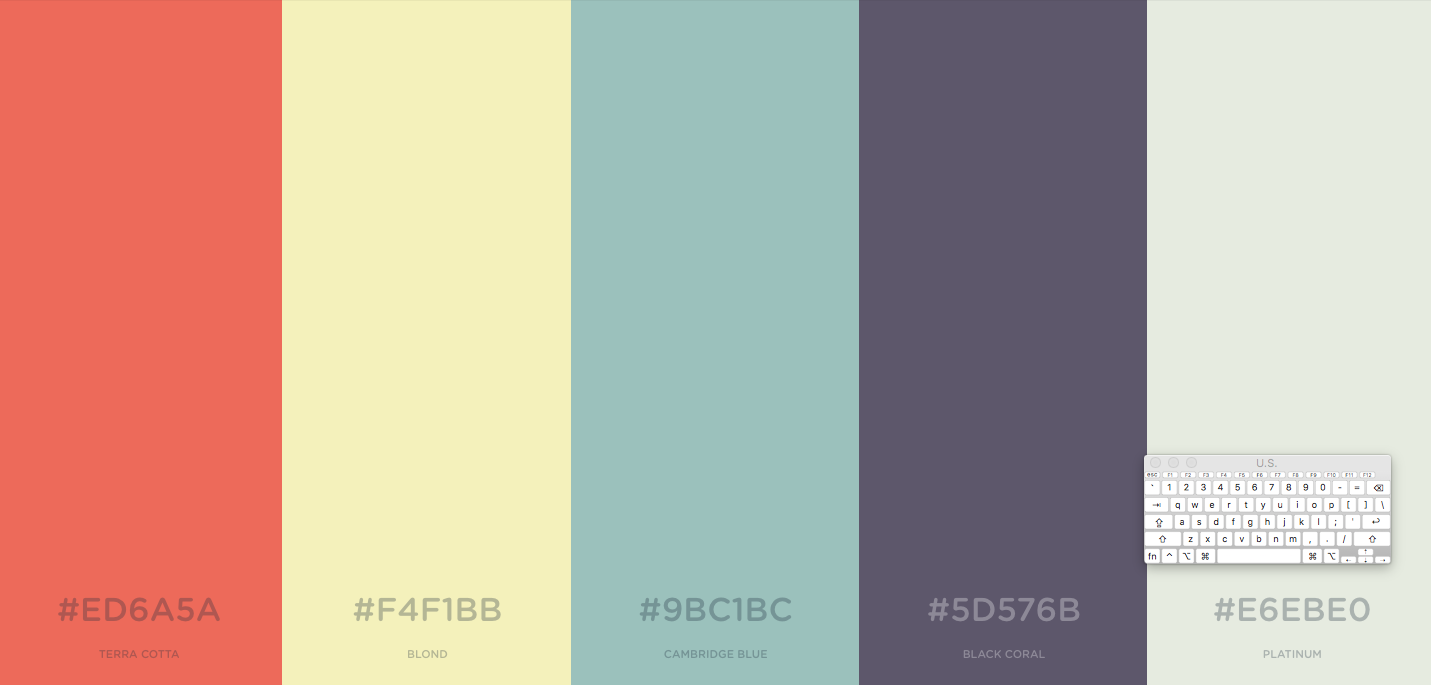 U.S.
esc F1 F2 F3 F4 F5 F6 F7 F8 F9 F10 F11 F12
` 1 2 3 4 5 6 7 8 9 0 - = ⌫
⇥ q w e r t y u i o p [ ] \
⇪ a s d f g h j k l ; ' ↩
⇧ z x c v b n m , . / ⇧
fn ^ ⌥ ⌘ ⌘ ⌥
#ED6A5A
TERRA COTTA
#F4F1BB
BLOND
#9BC1BC
CAMBRIDGE BLUE
#5D576B
BLACK CORAL
#E6EBE0
PLATINUM